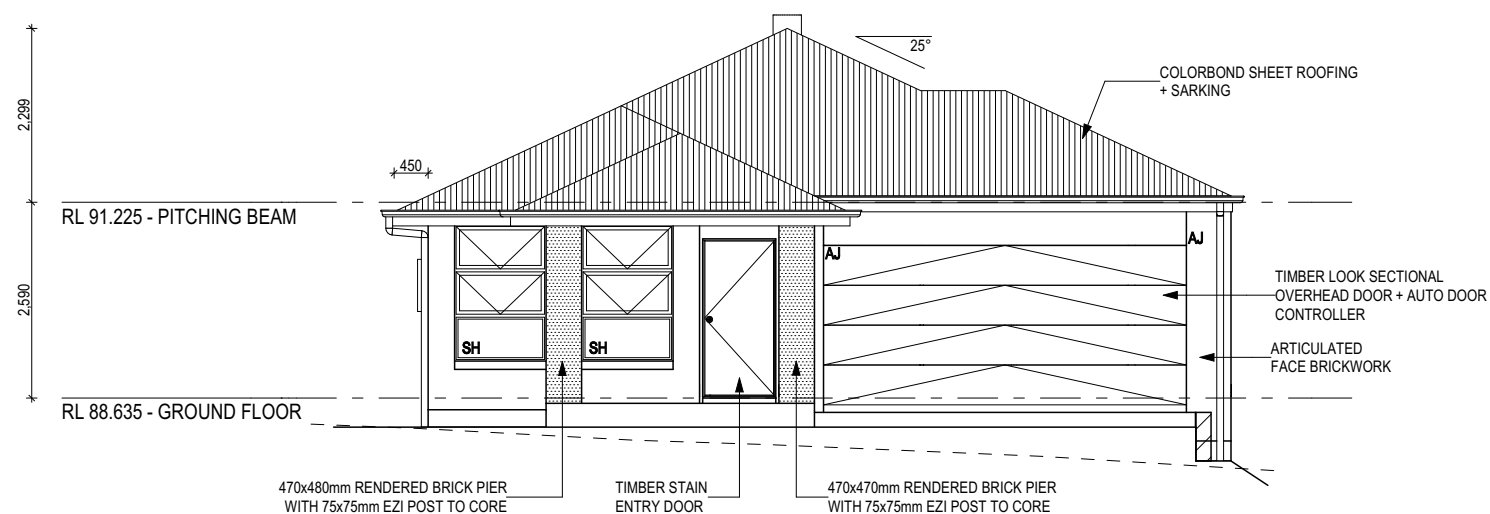 25°
COLORBOND SHEET ROOFING
+ SARKING
2,299
450
RL 91.225 - PITCHING BEAM
AJ
AJ
TIMBER LOOK SECTIONAL
OVERHEAD DOOR + AUTO DOOR
CONTROLLER
2,590
SH
SH
ARTICULATED
FACE BRICKWORK
RL 88.635 - GROUND FLOOR
470x480mm RENDERED BRICK PIER
WITH 75x75mm EZI POST TO CORE
TIMBER STAIN
ENTRY DOOR
470x470mm RENDERED BRICK PIER
WITH 75x75mm EZI POST TO CORE